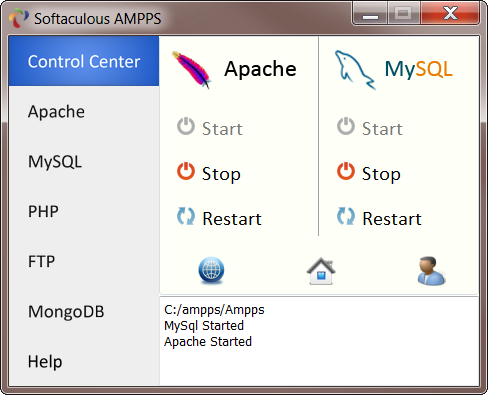 Softaculous AMPPS
Control Center
Apache
MySQL
PHP
FTP
MongoDB
Help
Apache
Start
Stop
Restart
MySQL
Start
Stop
Restart
C:/ampps/Ampps
MySql Started
Apache Started